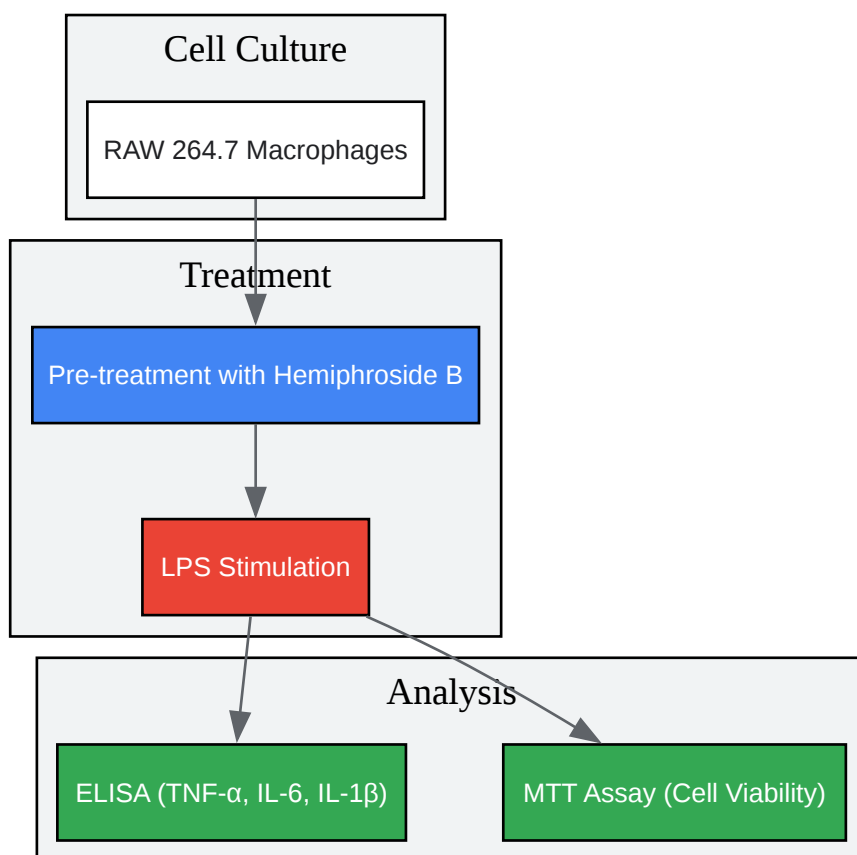 Cell Culture
RAW 264.7 Macrophages
Treatment
Pre-treatment with Hemiphroside B
LPS Stimulation
Analysis
ELISA (TNF-α, IL-6, IL-1β)
MTT Assay (Cell Viability)